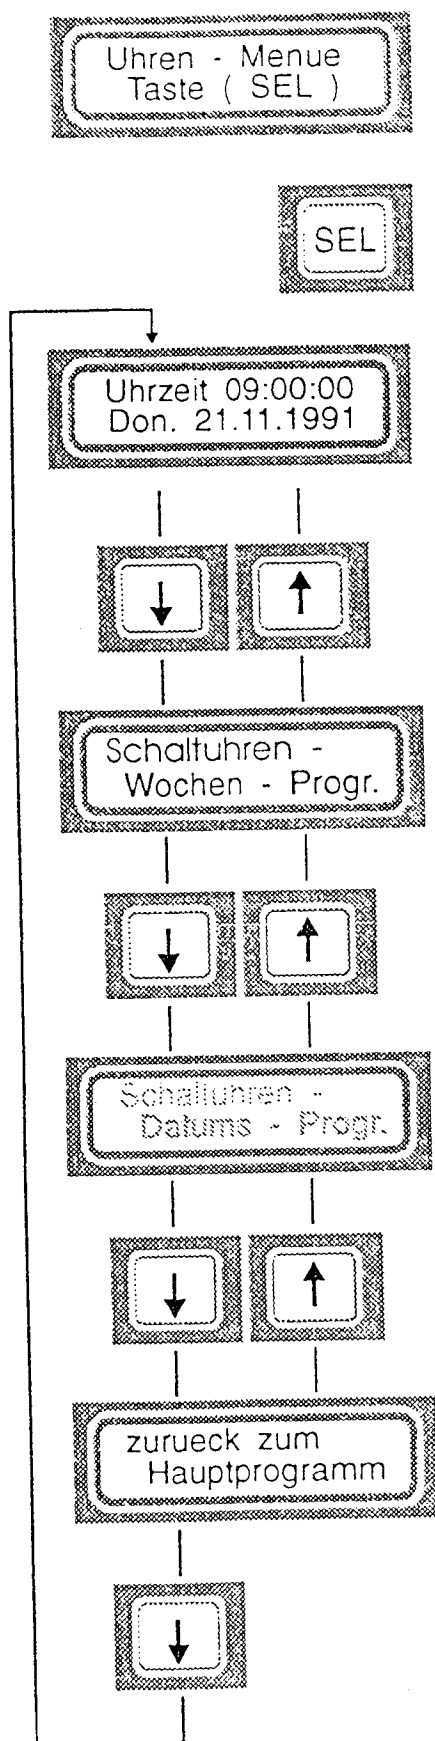 Uhren - Menue
Taste ( SEL )
SEL
Uhrzeit 09:00:00
Don. 21.11.1991
Schaltuhren -
Wochen - Progr.
Schaltuhren -
Datums - Progr.
zurueck zum
Hauptprogramm